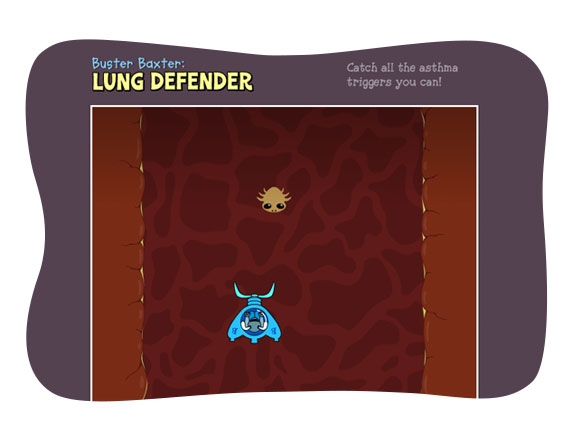 Buster Baxter:
LUNG DEFENDER
Catch all the asthma
triggers you can!